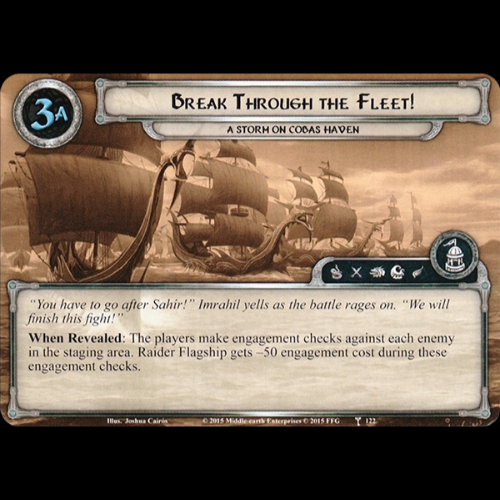 3A
BREAK THROUGH THE FLEET!
A STORM ON COBAS HAVEN
"You have to go after Sahir!" Imrahil yells as the battle rages on. "We will
finish this fight!"
When Revealed: The players make engagement checks against each enemy
in the staging area. Raider Flagship gets –50 engagement cost during these
engagement checks.
Illus. Joshua Cairós
© 2015 Middle-earth Enterprises © 2015 FFG
122